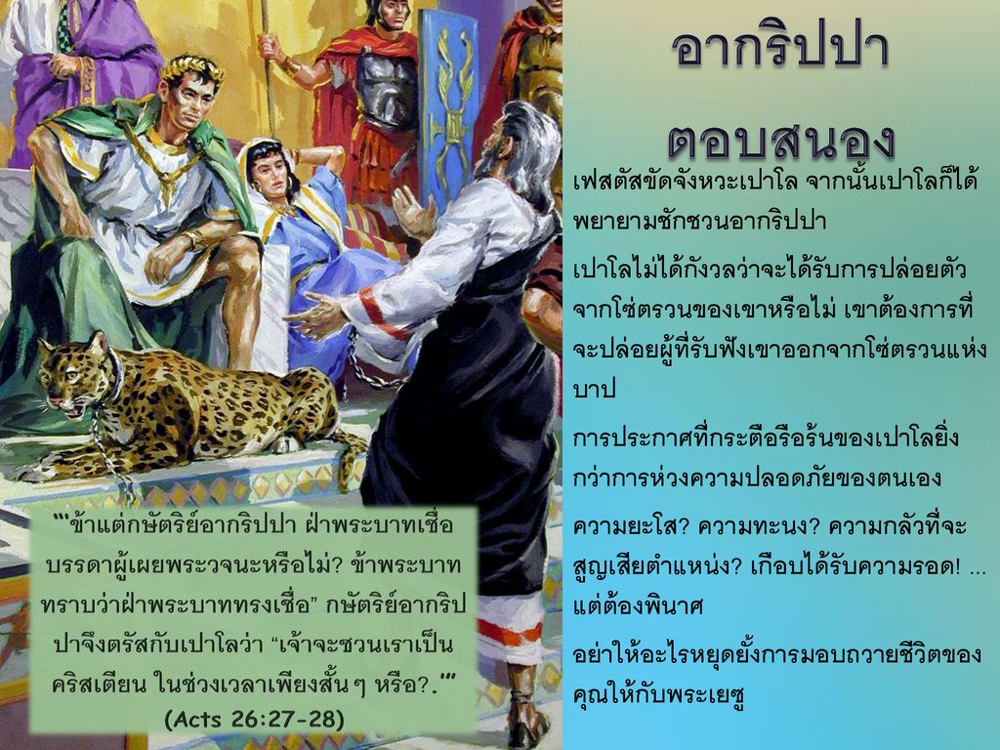 อากริปปา
ตอบสนอง
เฟสตัสขัดจังหวะเปาโล จากนั้นเปาโลก็ได้
พยายามชักชวนอากริปปา
เปาโลไม่ได้กังวลว่าจะได้รับการปล่อยตัว
จากโซ่ตรวนของเขาหรือไม่ เขาต้องการที่
จะปล่อยผู้ที่รับฟังเขาออกจากโซ่ตรวนแห่ง
บาป
การประกาศที่กระตือรือร้นของเปาโลยิ่ง
กว่าการห่วงความปลอดภัยของตนเอง
ความยะโส? ความทะนง? ความกลัวที่จะ
สูญเสียตำแหน่ง? เกือบได้รับความรอด! ...
แต่ต้องพินาศ
อย่าให้อะไรหยุดยั้งการมอบถวายชีวิตของ
คุณให้กับพระเยซู
"“ข้าแต่กษัตริย์อากริปปา ฝ่าพระบาทเชื่อ
บรรดาผู้เผยพระวจนะหรือไม่? ข้าพระบาท
ทราบว่าฝ่าพระบาททรงเชื่อ” กษัตริย์อากริป
ปาจึงตรัสกับเปาโลว่า “เจ้าจะชวนเราเป็น
คริสเตียน ในช่วงเวลาเพียงสั้นๆ หรือ?.”"
(Acts 26:27-28)